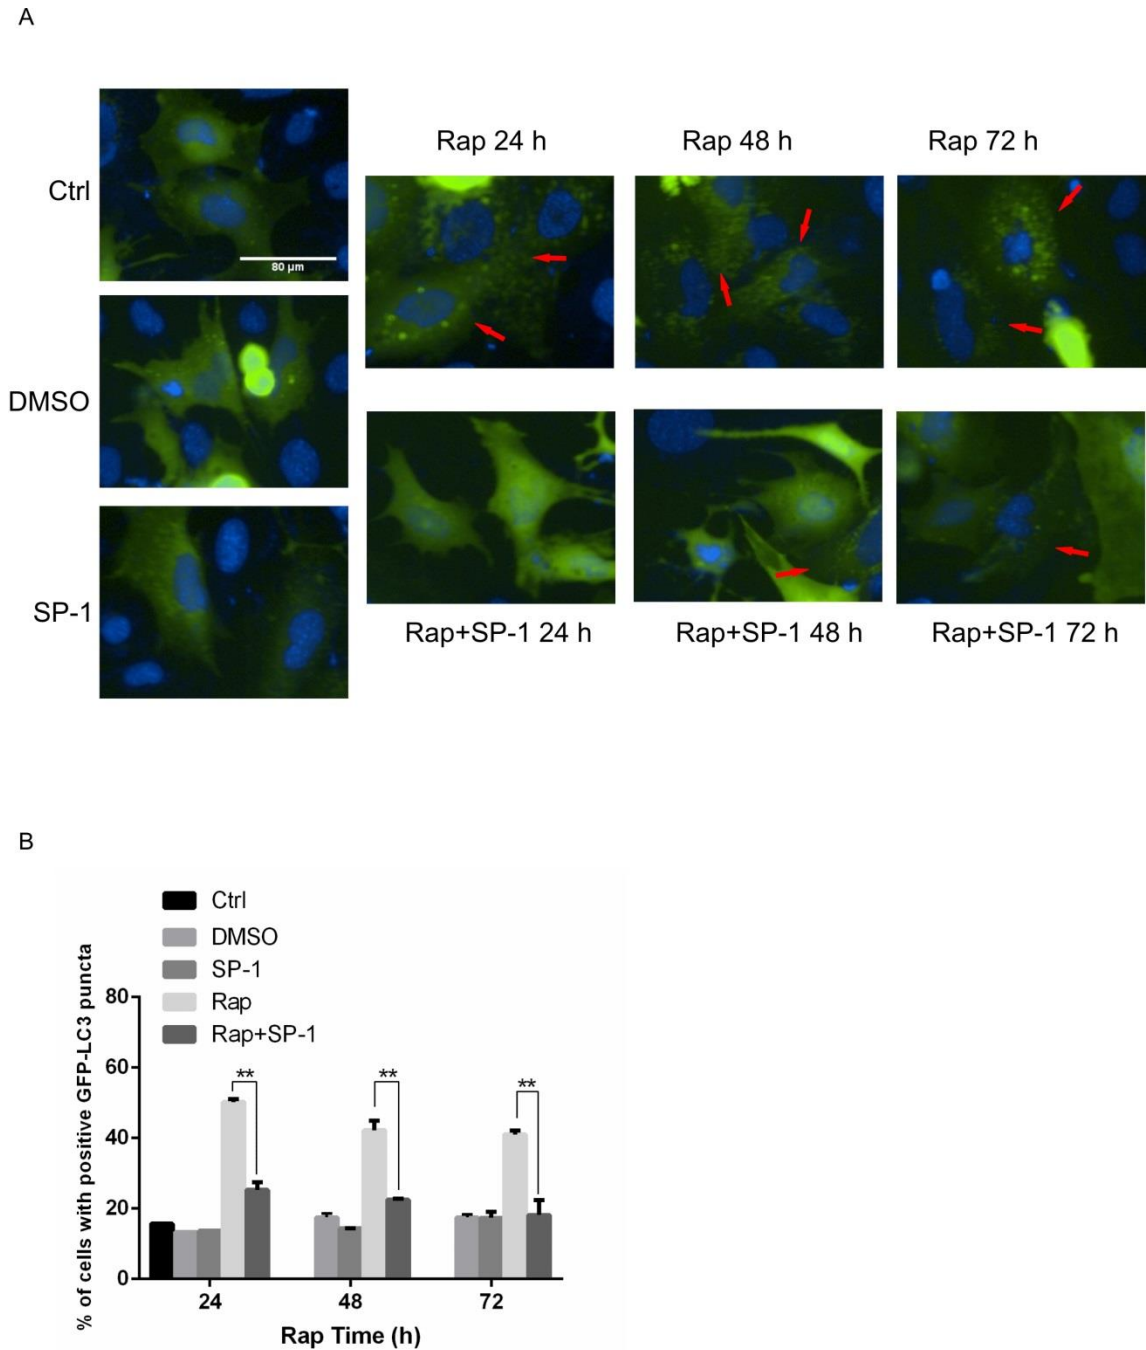 A
Ctrl
80 μm
DMSO
SP-1
Rap 24 h
Rap 48 h
Rap 72 h
Rap+SP-1 24 h
Rap+SP-1 48 h
Rap+SP-1 72 h
B
Ctrl
DMSO
SP-1
Rap
Rap+SP-1
% of cells with positive GFP-LC3 puncta
80
60
40
20
0
**
**
**
24
48
72
Rap Time (h)